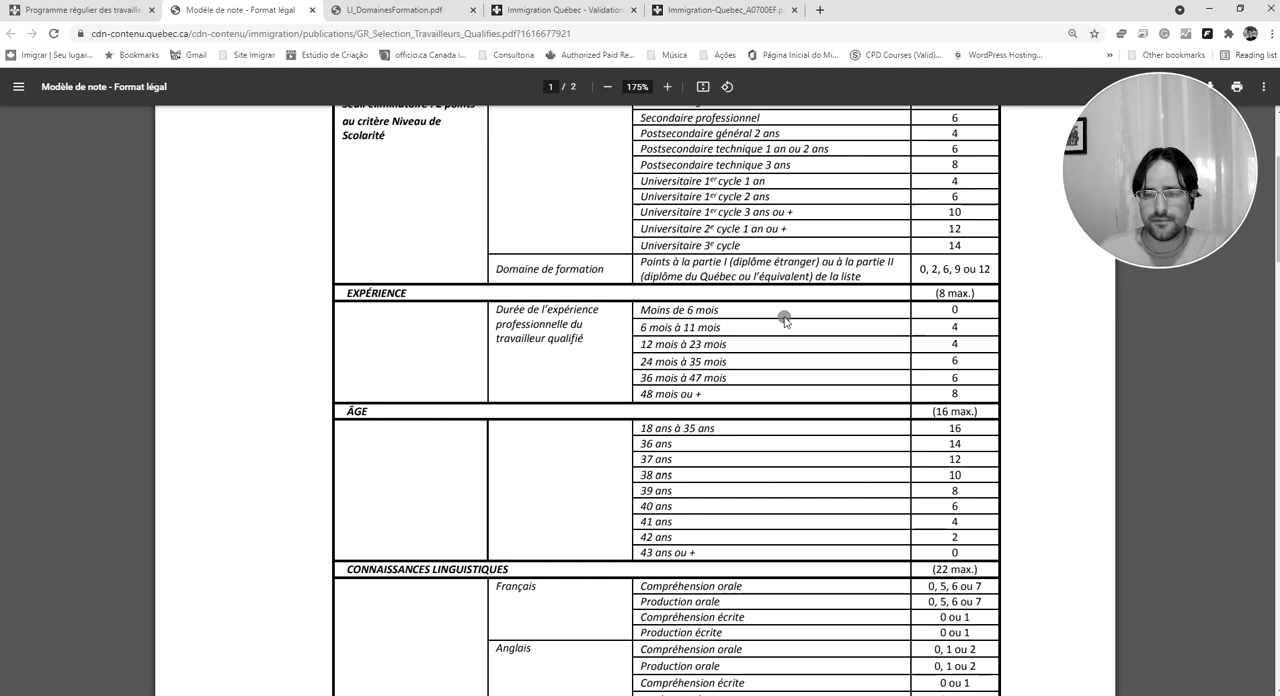 Programme régulier des travaille
Modèle de note - Format légal
LI_DomainesFormation.pdf
Immigration Québec - Validation
Immigration-Quebec_A0700EF.p
cdn-contenu.quebec.ca/cdn-contenu/immigration/publications/GR_Selection_Travailleurs_Qualifies.pdf?1616677921
Imigrar | Seu lugar...
Bookmarks
Gmail
Site Imigrar
Estúdio de Criação
officio.ca Canada i...
Consultoria
Authorized Paid Re...
Música
Ações
Página Inicial do Mi...
CPD Courses (Valid)...
WordPress Hosting...
»
Other bookmarks
Reading list
Modèle de note - Format légal
1 / 2
175%
Seuil éliminatoire : 2 points
au critère Niveau de
Scolarité
Secondaire professionnel 6
Postsecondaire général 2 ans 4
Postsecondaire technique 1 an ou 2 ans 6
Postsecondaire technique 3 ans 8
Universitaire 1er cycle 1 an 4
Universitaire 1er cycle 2 ans 6
Universitaire 1er cycle 3 ans ou + 10
Universitaire 2e cycle 1 an ou + 12
Universitaire 3e cycle 14
Domaine de formation
Points à la partie I (diplôme étranger) ou à la partie II
(diplôme du Québec ou l'équivalent) de la liste
0, 2, 6, 9 ou 12
EXPÉRIENCE (8 max.)
Durée de l'expérience
professionnelle du
travailleur qualifié
Moins de 6 mois 0
6 mois à 11 mois 4
12 mois à 23 mois 4
24 mois à 35 mois 6
36 mois à 47 mois 6
48 mois ou + 8
ÂGE (16 max.)
18 ans à 35 ans 16
36 ans 14
37 ans 12
38 ans 10
39 ans 8
40 ans 6
41 ans 4
42 ans 2
43 ans ou + 0
CONNAISSANCES LINGUISTIQUES (22 max.)
Français
Compréhension orale 0, 5, 6 ou 7
Production orale 0, 5, 6 ou 7
Compréhension écrite 0 ou 1
Production écrite 0 ou 1
Anglais
Compréhension orale 0, 1 ou 2
Production orale 0, 1 ou 2
Compréhension écrite 0 ou 1